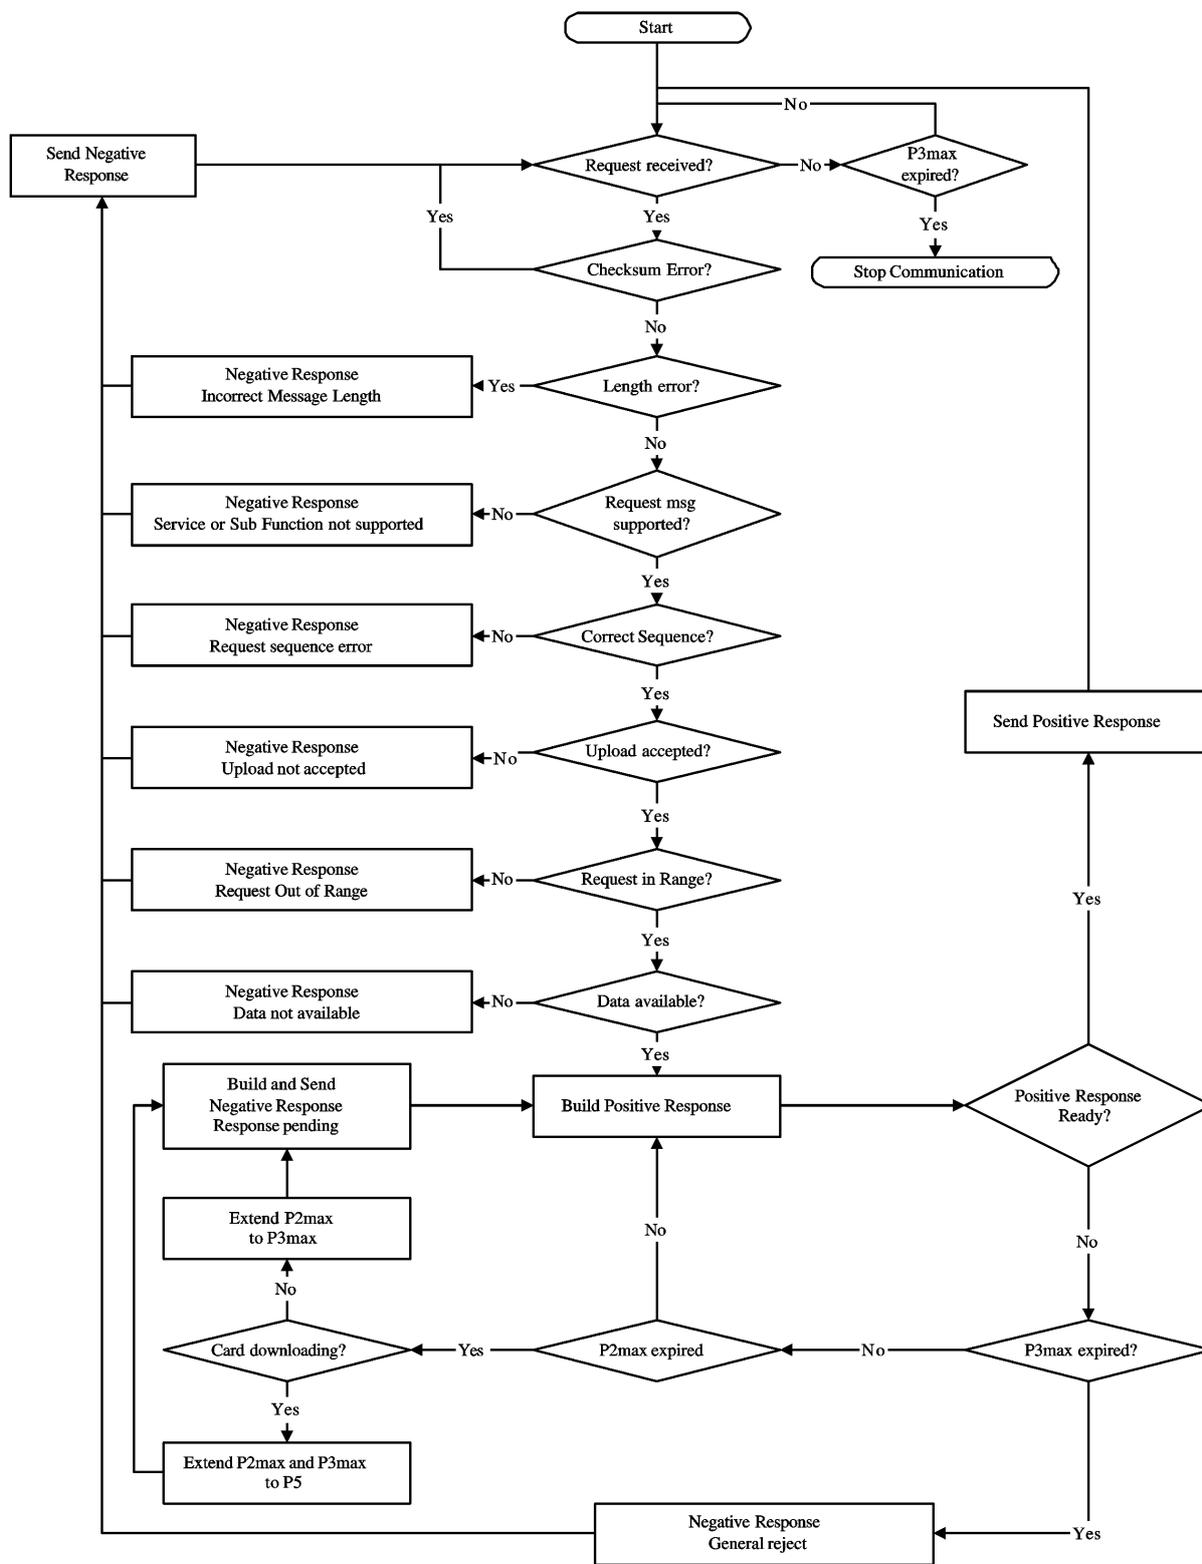 Start
No
Send Negative
Response
Request received?
No
P3max
expired?
Yes
Yes
Yes
Checksum Error?
Stop Communication
No
Negative Response
Incorrect Message Length
Yes
Length error?
No
Negative Response
Service or Sub Function not supported
No
Request msg
supported?
Yes
Negative Response
Request sequence error
No
Correct Sequence?
Yes
Send Positive Response
Negative Response
Upload not accepted
No
Upload accepted?
Yes
Negative Response
Request Out of Range
No
Request in Range?
Yes
Yes
Negative Response
Data not available
No
Data available?
Yes
Build and Send
Negative Response
Response pending
Build Positive Response
Positive Response
Ready?
Extend P2max
to P3max
No
No
No
Card downloading?
Yes
P2max expired
No
P3max expired?
Yes
Extend P2max and P3max
to P5
Negative Response
General reject
Yes